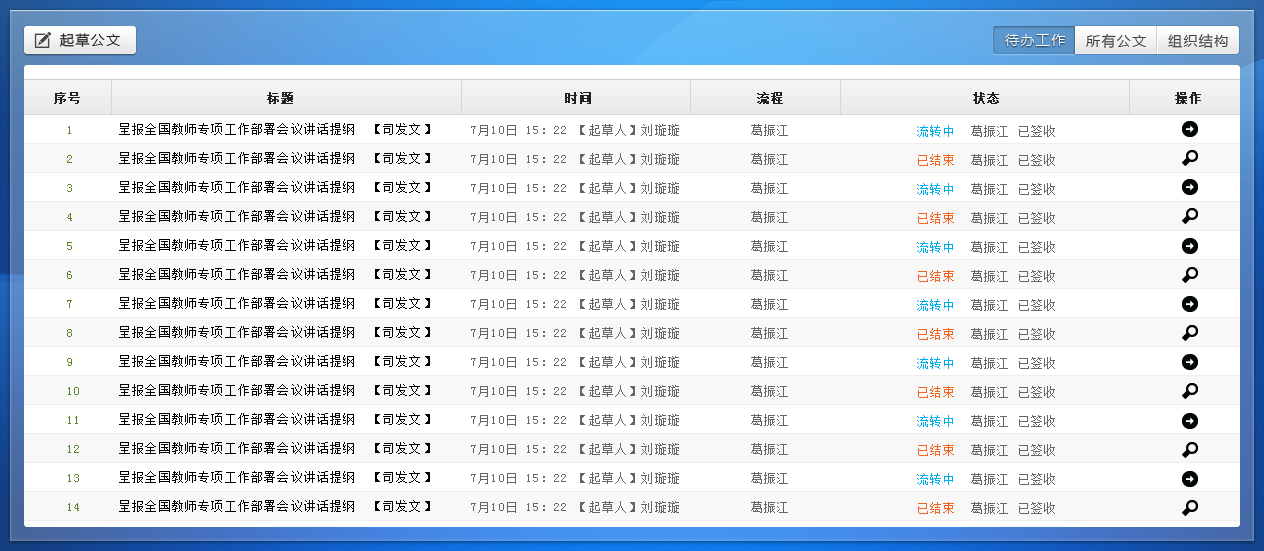 起草公文 待办工作 所有公文 组织结构
序号 标题 时间 流程 状态 操作
1 呈报全国教师专项工作部署会议讲话提纲 【司发文】 7月10日 15：22 【起草人】刘璇璇 葛振江 流转中 葛振江 已签收
2 呈报全国教师专项工作部署会议讲话提纲 【司发文】 7月10日 15：22 【起草人】刘璇璇 葛振江 已结束 葛振江 已签收
3 呈报全国教师专项工作部署会议讲话提纲 【司发文】 7月10日 15：22 【起草人】刘璇璇 葛振江 流转中 葛振江 已签收
4 呈报全国教师专项工作部署会议讲话提纲 【司发文】 7月10日 15：22 【起草人】刘璇璇 葛振江 已结束 葛振江 已签收
5 呈报全国教师专项工作部署会议讲话提纲 【司发文】 7月10日 15：22 【起草人】刘璇璇 葛振江 流转中 葛振江 已签收
6 呈报全国教师专项工作部署会议讲话提纲 【司发文】 7月10日 15：22 【起草人】刘璇璇 葛振江 已结束 葛振江 已签收
7 呈报全国教师专项工作部署会议讲话提纲 【司发文】 7月10日 15：22 【起草人】刘璇璇 葛振江 流转中 葛振江 已签收
8 呈报全国教师专项工作部署会议讲话提纲 【司发文】 7月10日 15：22 【起草人】刘璇璇 葛振江 已结束 葛振江 已签收
9 呈报全国教师专项工作部署会议讲话提纲 【司发文】 7月10日 15：22 【起草人】刘璇璇 葛振江 流转中 葛振江 已签收
10 呈报全国教师专项工作部署会议讲话提纲 【司发文】 7月10日 15：22 【起草人】刘璇璇 葛振江 已结束 葛振江 已签收
11 呈报全国教师专项工作部署会议讲话提纲 【司发文】 7月10日 15：22 【起草人】刘璇璇 葛振江 流转中 葛振江 已签收
12 呈报全国教师专项工作部署会议讲话提纲 【司发文】 7月10日 15：22 【起草人】刘璇璇 葛振江 已结束 葛振江 已签收
13 呈报全国教师专项工作部署会议讲话提纲 【司发文】 7月10日 15：22 【起草人】刘璇璇 葛振江 流转中 葛振江 已签收
14 呈报全国教师专项工作部署会议讲话提纲 【司发文】 7月10日 15：22 【起草人】刘璇璇 葛振江 已结束 葛振江 已签收